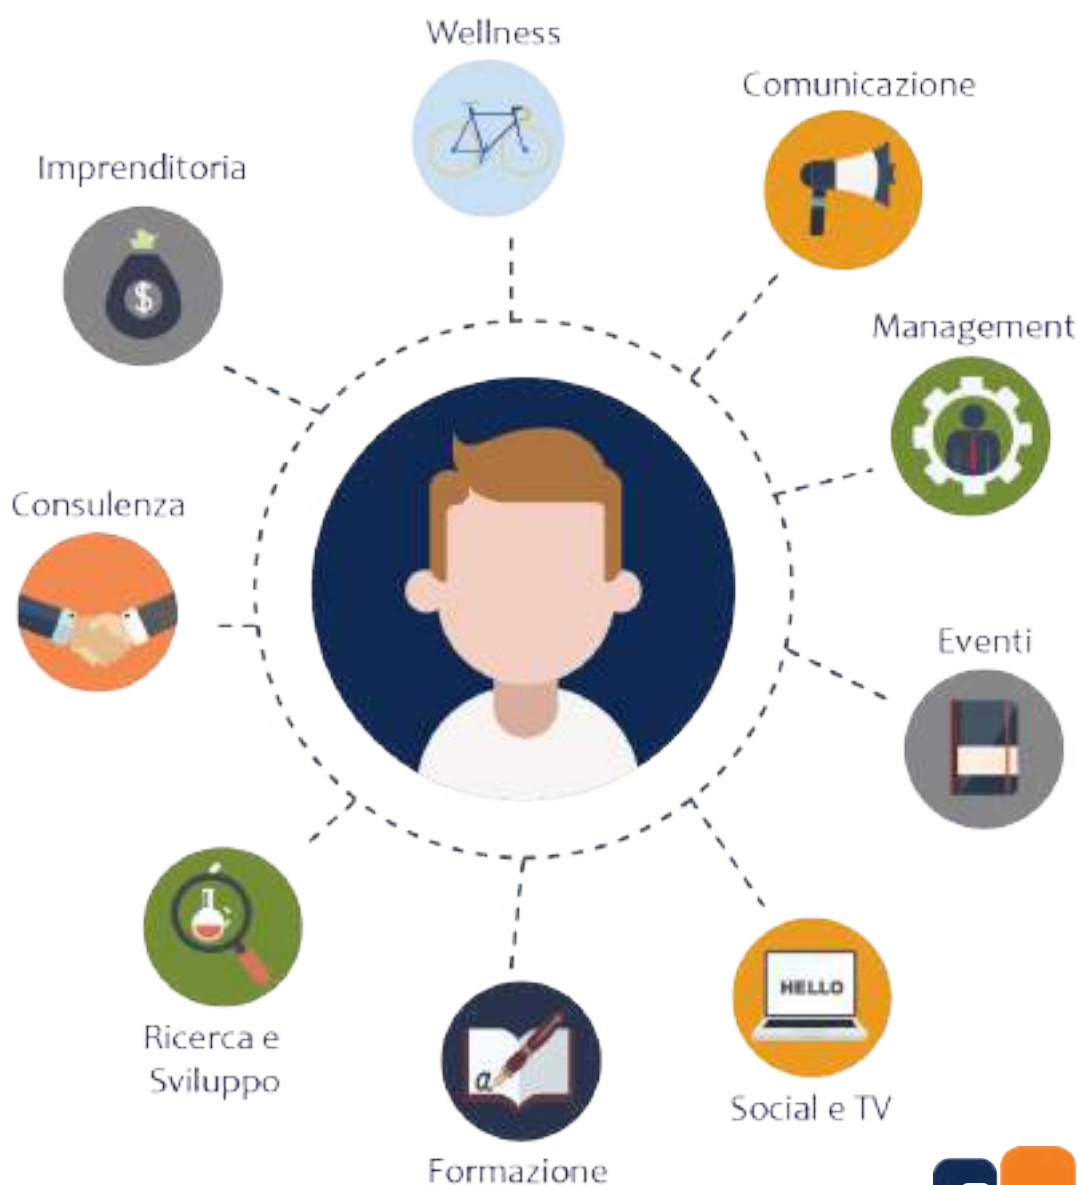 Wellness
Comunicazione
Imprenditoria
$
Management
Consulenza
Eventi
HELLO
Ricerca e
Sviluppo
a
Social e TV
Formazione